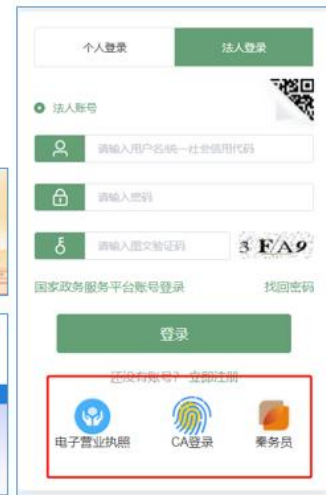 个人登录 法人登录
法人账号
请输入用户名/统一社会信用代码
请输入密码
请输入图文验证码 3 FA9
国家政务服务平台账号登录 找回密码
登录
还没有账号? 立即注册
电子营业执照 CA登录 秦务员